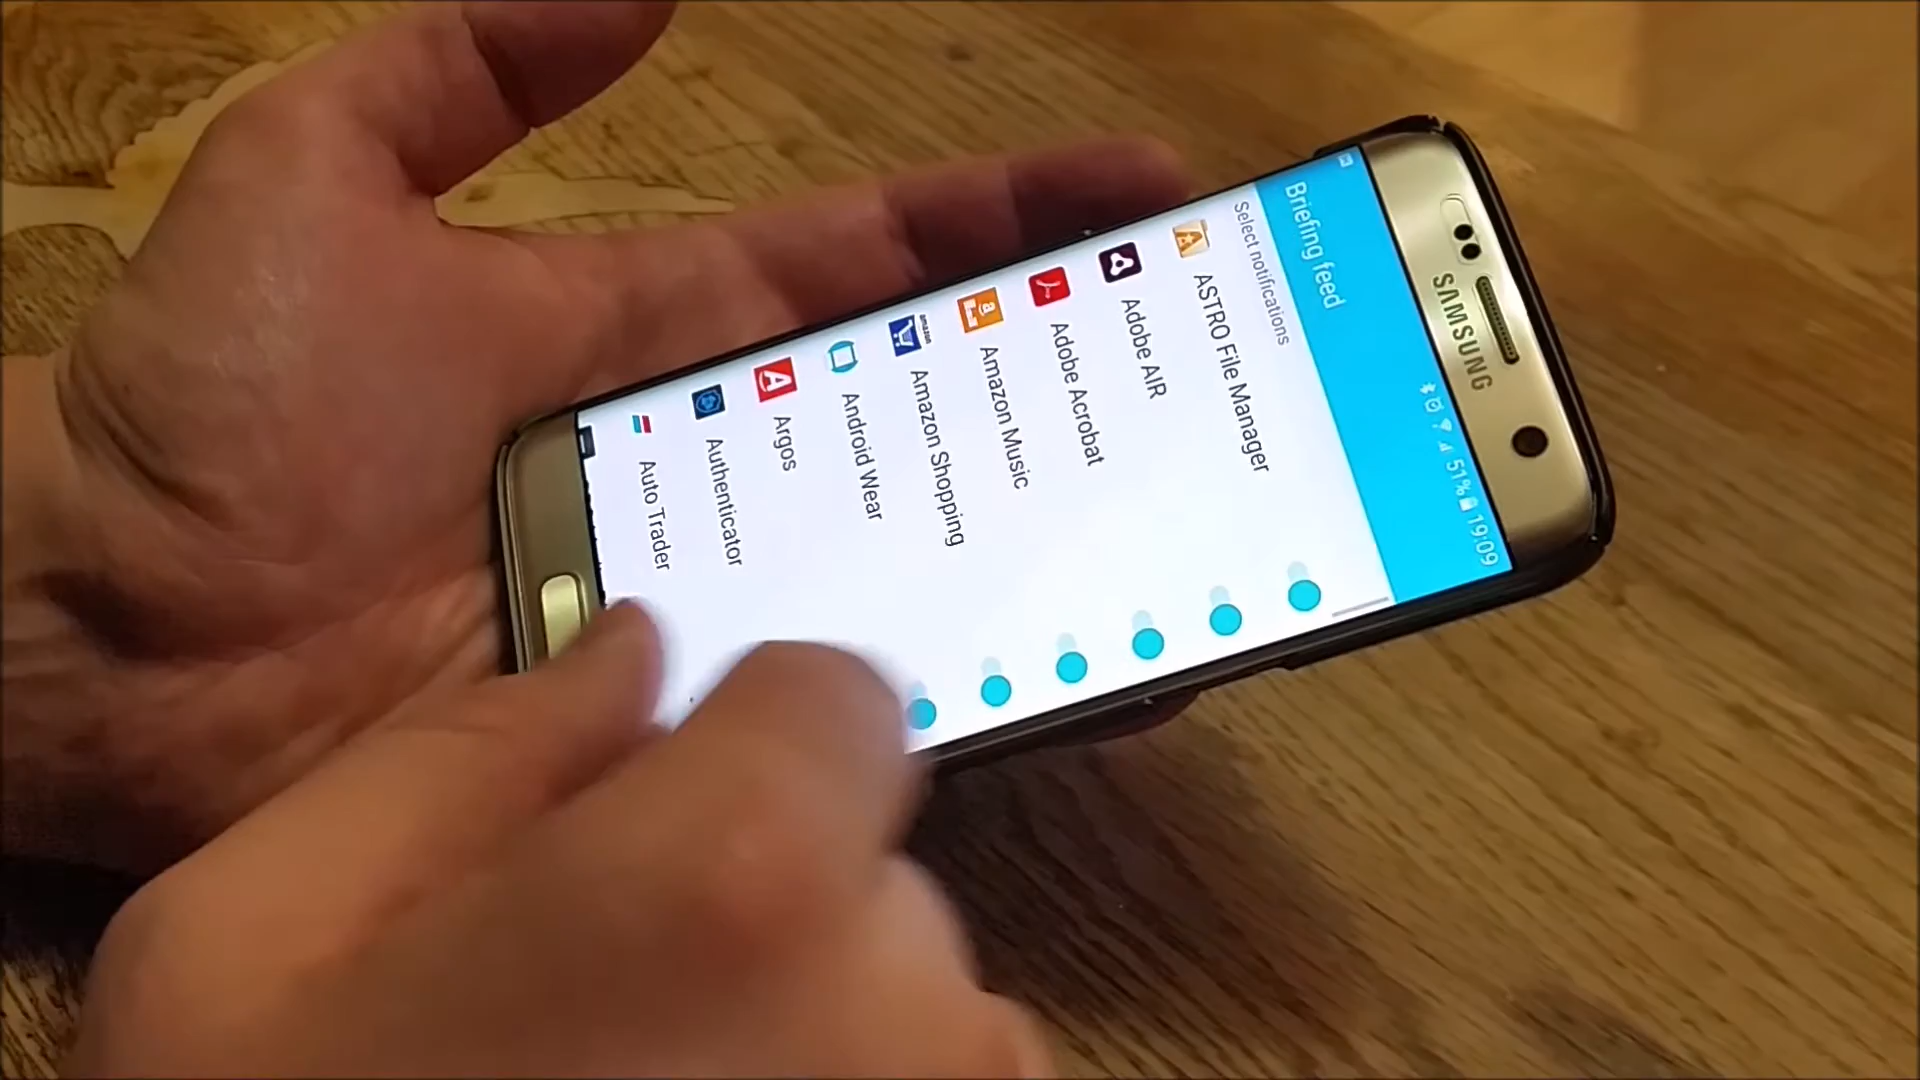 SAMSUNG
51% 19:09
Briefing feed
Select notifications
ASTRO File Manager
Adobe AIR
Adobe Acrobat
Amazon Music
amazon
Amazon Shopping
Android Wear
Argos
Authenticator
Auto Trader